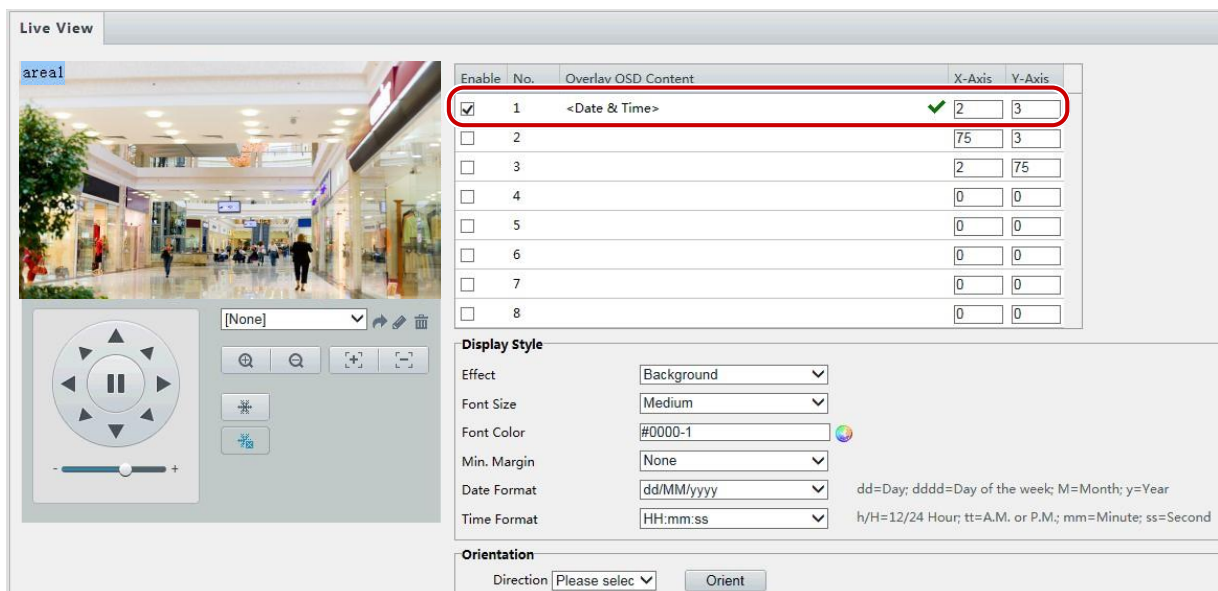 Live View
area1
Enable No. Overlay OSD Content X-Axis Y-Axis
1 <Date & Time> 2 3
2 75 3
3 2 75
4 0 0
5 0 0
6 0 0
7 0 0
8 0 0
[None]
- +
Display Style
Effect Background
Font Size Medium
Font Color #0000-1
Min. Margin None
Date Format dd/MM/yyyy dd=Day; dddd=Day of the week; M=Month; y=Year
Time Format HH:mm:ss h/H=12/24 Hour; tt=A.M. or P.M.; mm=Minute; ss=Second
Orientation
Direction Please selec Orient